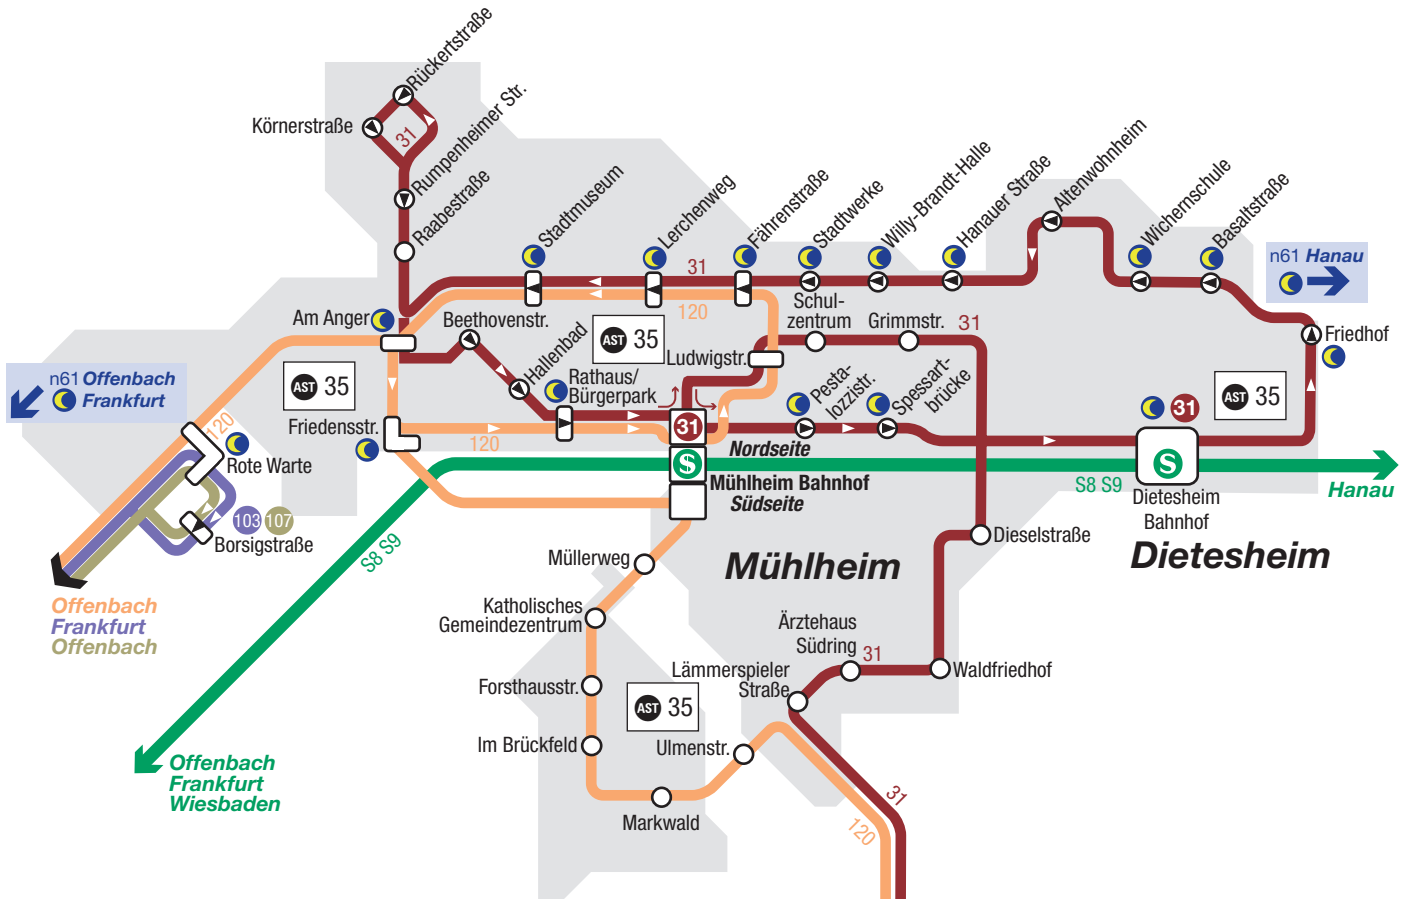 Rückertstraße
Körnerstraße
31
Rumpenheimer Str.
Raabestraße
Stadtmuseum
Lerchenweg
Fährenstraße
Stadtwerke
Willy-Brandt-Halle
Hanauer Straße
Altenwohnheim
Wichernschule
Basaltstraße
n61 Hanau
31
120
Am Anger
Beethovenstr.
Hallenbad
AST 35
Schul-
zentrum
Grimmstr.
31
Ludwigstr.
Friedhof
n61 Offenbach
Frankfurt
AST 35
Rathaus/
Bürgerpark
Pesta-
lozzistr.
Spessart-
brücke
31
AST 35
120
Friedensstr.
120
31
Nordseite
Rote Warte
S
Mühlheim Bahnhof
Südseite
S
S8 S9
Hanau
Dietesheim
Bahnhof
103
107
Borsigstraße
S8 S9
Müllerweg
Mühlheim
Dieselstraße
Dietesheim
Offenbach
Frankfurt
Offenbach
Katholisches
Gemeindezentrum
Ärztehaus
Südring
31
Waldfriedhof
Lämmerspieler
Straße
Forsthausstr.
AST 35
Im Brückfeld
Ulmenstr.
Offenbach
Frankfurt
Wiesbaden
Markwald
31
120